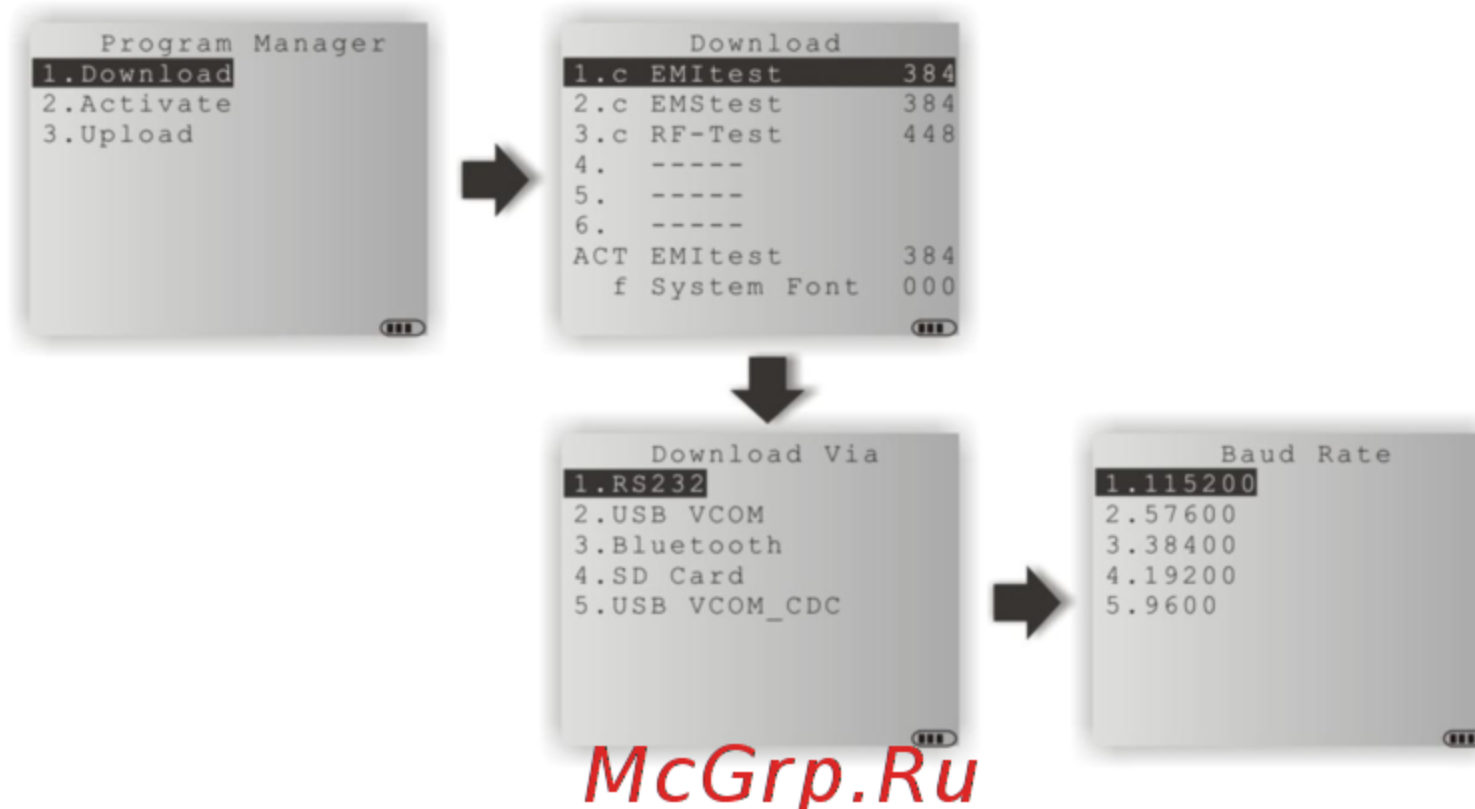 Program Manager
1.Download
2.Activate
3.Upload
Download
1.c EMItest 384
2.c EMStest 384
3.c RF-Test 448
4. -----
5. -----
6. -----
ACT EMItest 384
f System Font 000
Download Via
1.RS232
2.USB VCOM
3.Bluetooth
4.SD Card
5.USB VCOM_CDC
Baud Rate
1.115200
2.57600
3.38400
4.19200
5.9600
McGrp.Ru